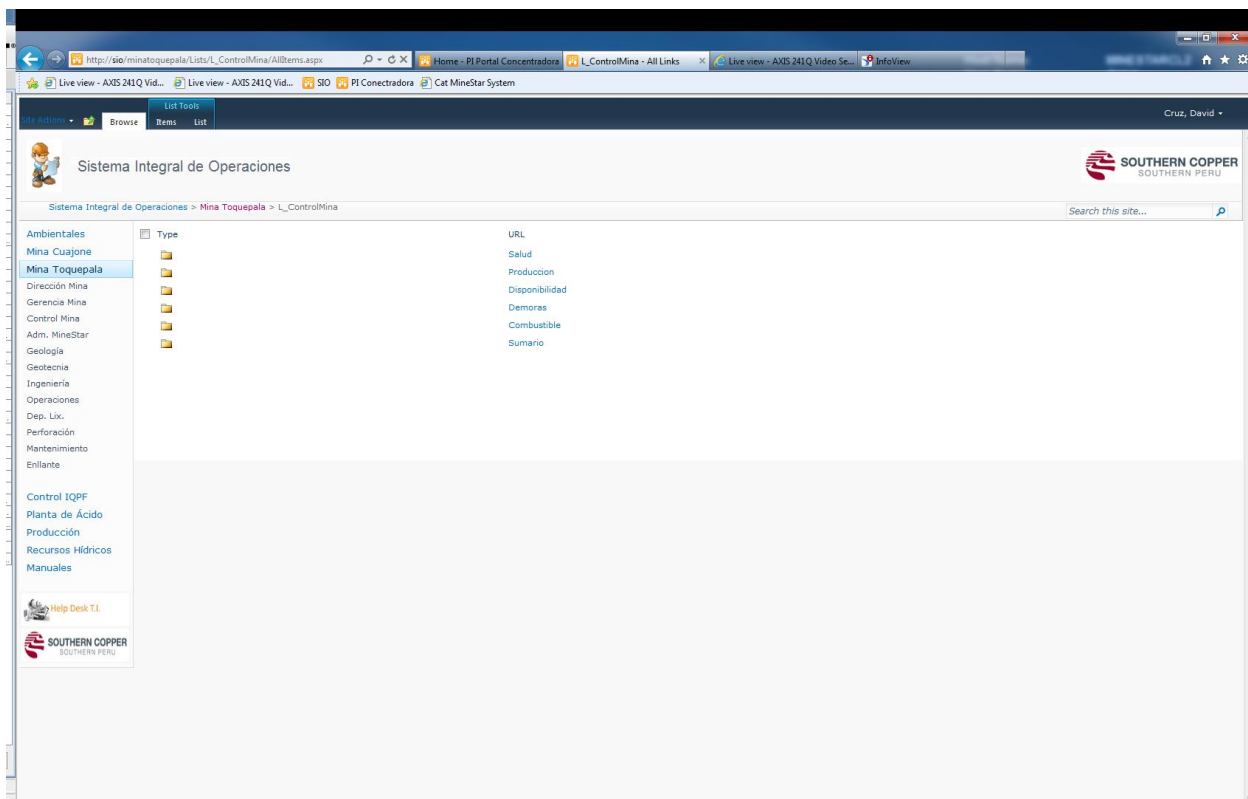 http://sio/minatoquepala/Lists/L_ControlMina/AllItems.aspx
Home - PI Portal Concentradora
L_ControlMina - All Links
Live view - AXIS 241Q Video Se...
InfoView
Live view - AXIS 241Q Vid...
Live view - AXIS 241Q Vid...
SIO
PI Conectradora
Cat MineStar System
List Tools
Site Actions
Browse
Items
List
Cruz, David
Sistema Integral de Operaciones
SOUTHERN COPPER
SOUTHERN PERU
Sistema Integral de Operaciones > Mina Toquepala > L_ControlMina
Search this site...
Ambientales
Mina Cuajone
Mina Toquepala
Dirección Mina
Gerencia Mina
Control Mina
Adm. MineStar
Geología
Geotecnia
Ingeniería
Operaciones
Dep. Lix.
Perforación
Mantenimiento
Enllante
Control IQPF
Planta de Ácido
Producción
Recursos Hídricos
Manuales
Help Desk T.I.
SOUTHERN COPPER
SOUTHERN PERU
Type
URL
Salud
Produccion
Disponibilidad
Demoras
Combustible
Sumario